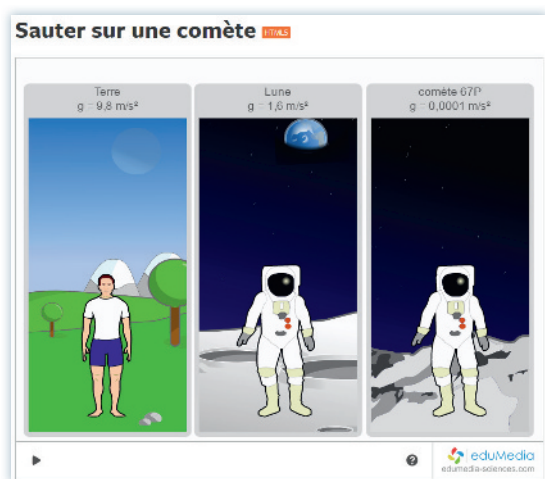 Sauter sur une comète HTML5
Terre
g = 9,8 m/s²
Lune
g = 1,6 m/s²
comète 67P
g = 0,0001 m/s²
eduMedia
edumedia-sciences.com